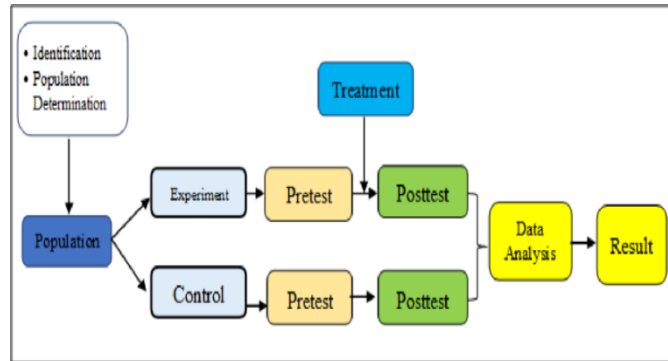 • Identification
• Population
Determination
Treatment
Experiment
Pretest
Posttest
Population
Data
Analysis
Result
Control
Pretest
Posttest